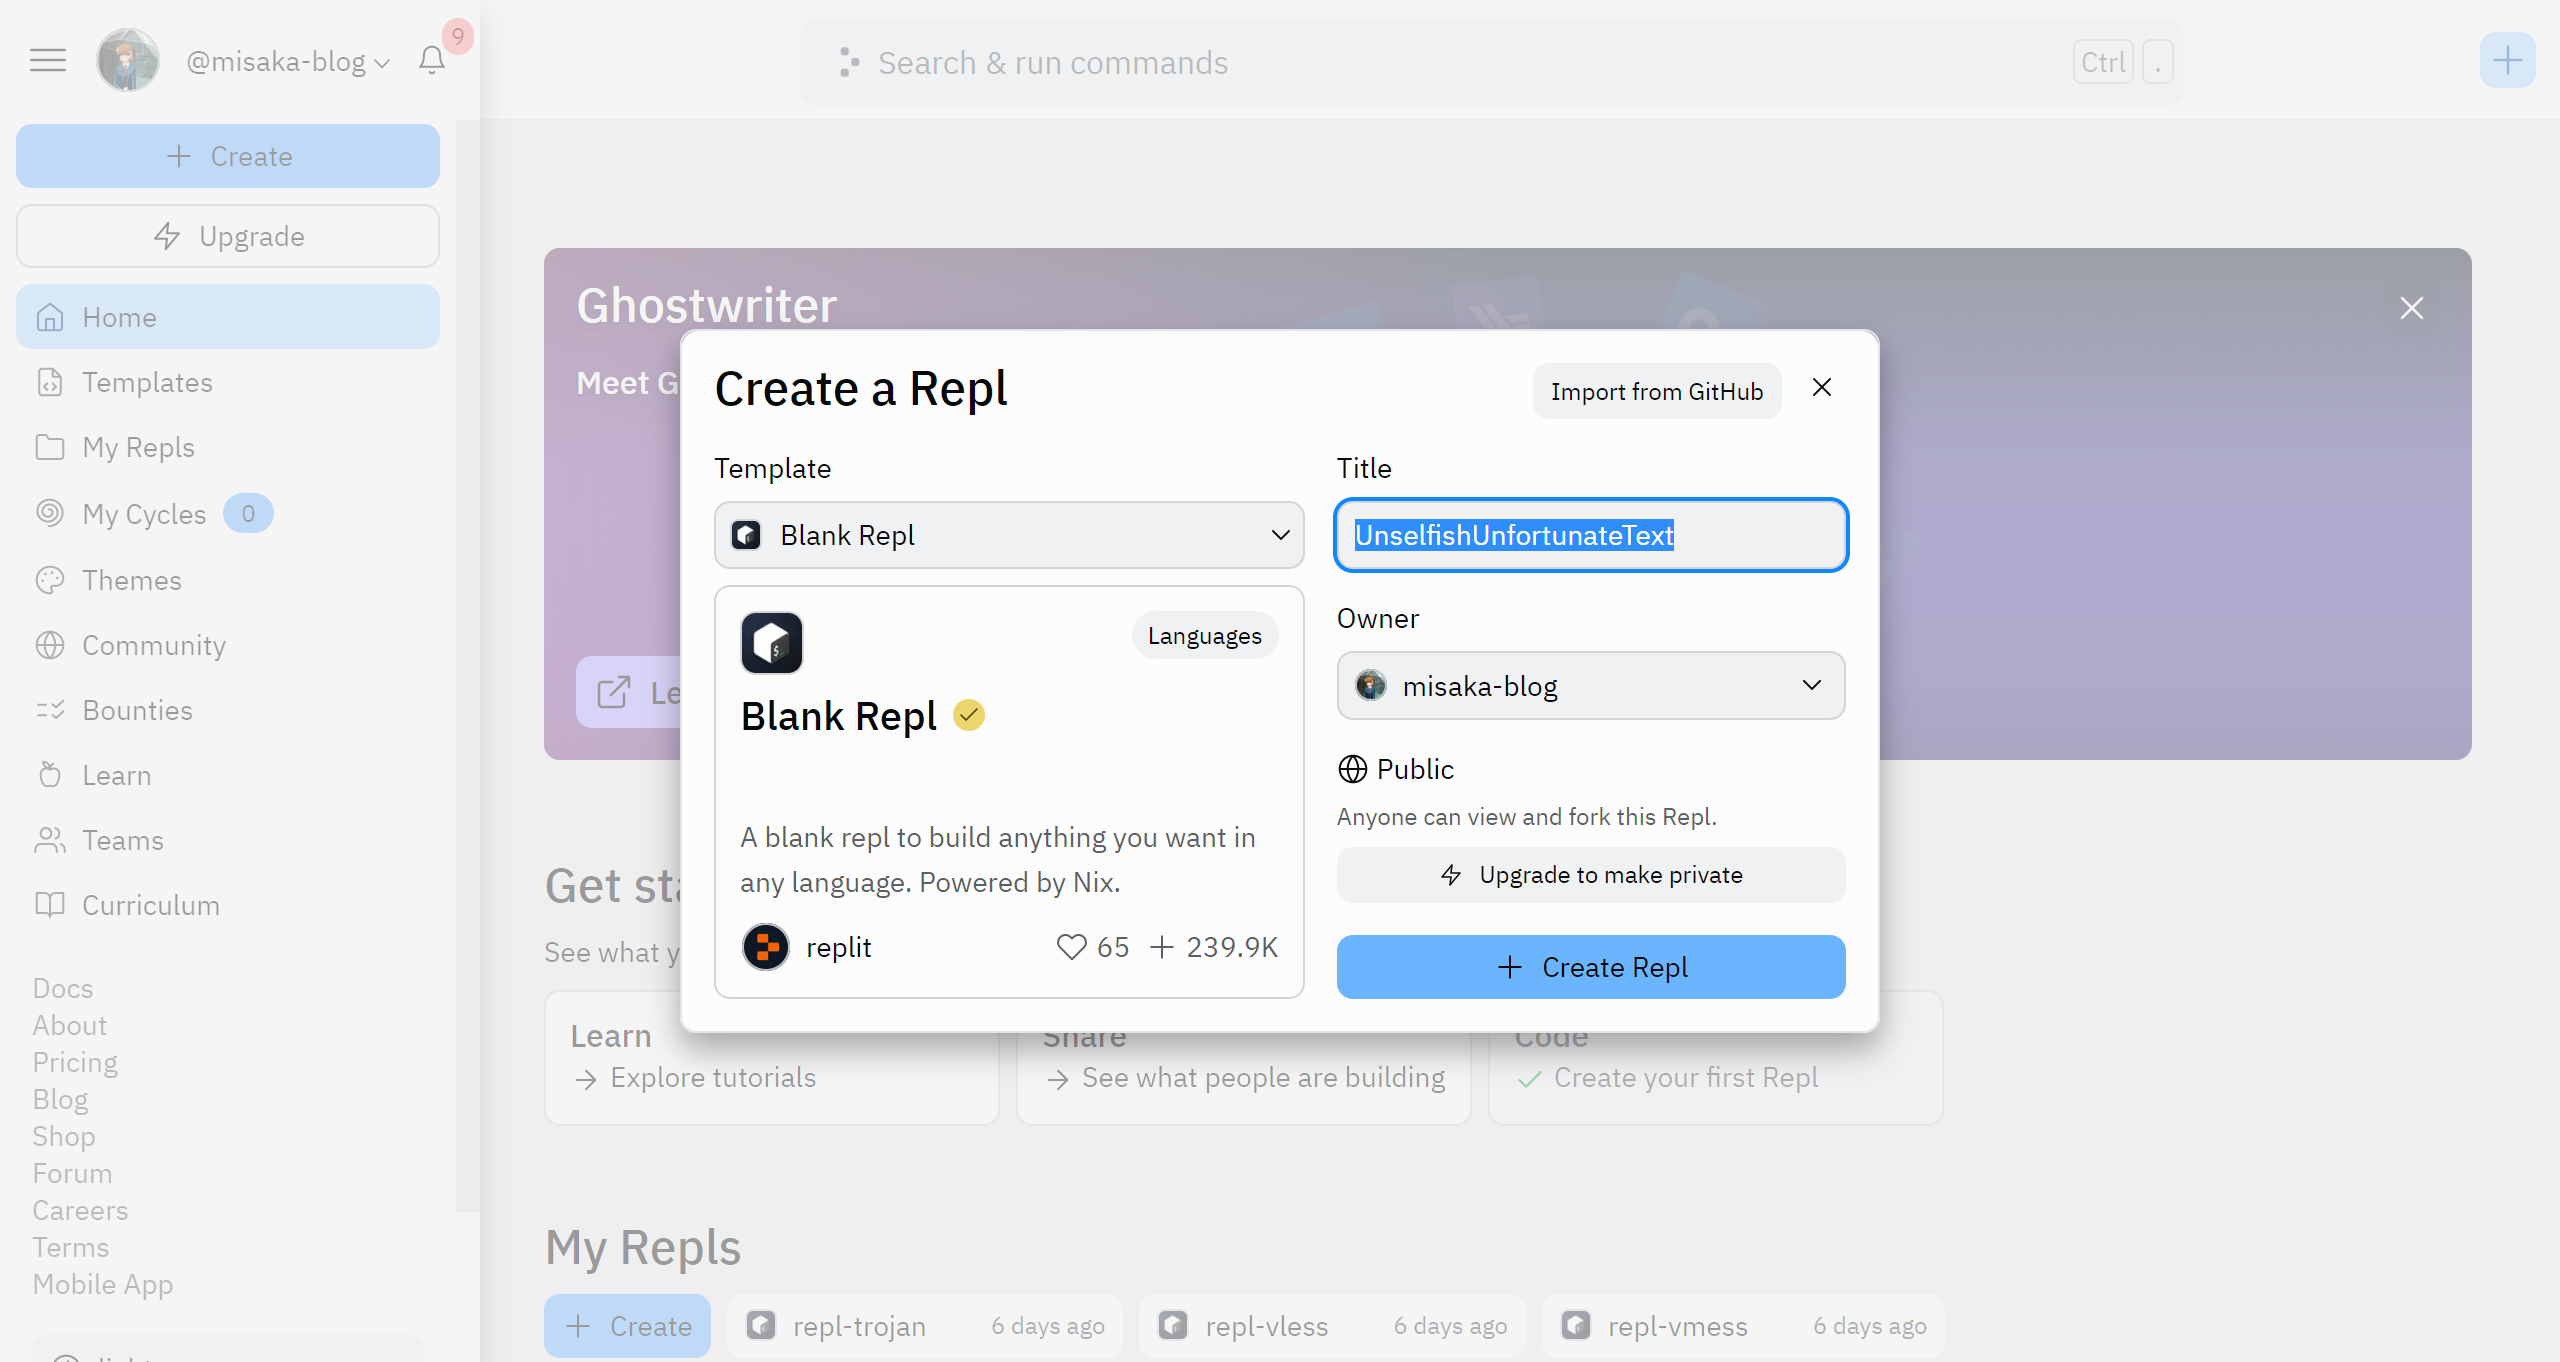 @misaka-blog
9
Search & run commands
Ctrl
.
Create
Upgrade
Home
Templates
My Repls
My Cycles
0
Themes
Community
Bounties
Learn
Teams
Curriculum
Docs
About
Pricing
Blog
Shop
Forum
Careers
Terms
Mobile App
Ghostwriter
Meet G
Le
Create a Repl
Import from GitHub
Template
Blank Repl
Languages
Blank Repl
A blank repl to build anything you want in
any language. Powered by Nix.
replit
65
239.9K
Title
UnselfishUnfortunateText
Owner
misaka-blog
Public
Anyone can view and fork this Repl.
Upgrade to make private
Create Repl
Get sta
See what y
Learn
Explore tutorials
Share
See what people are building
Code
Create your first Repl
My Repls
Create
repl-trojan
6 days ago
repl-vless
6 days ago
repl-vmess
6 days ago